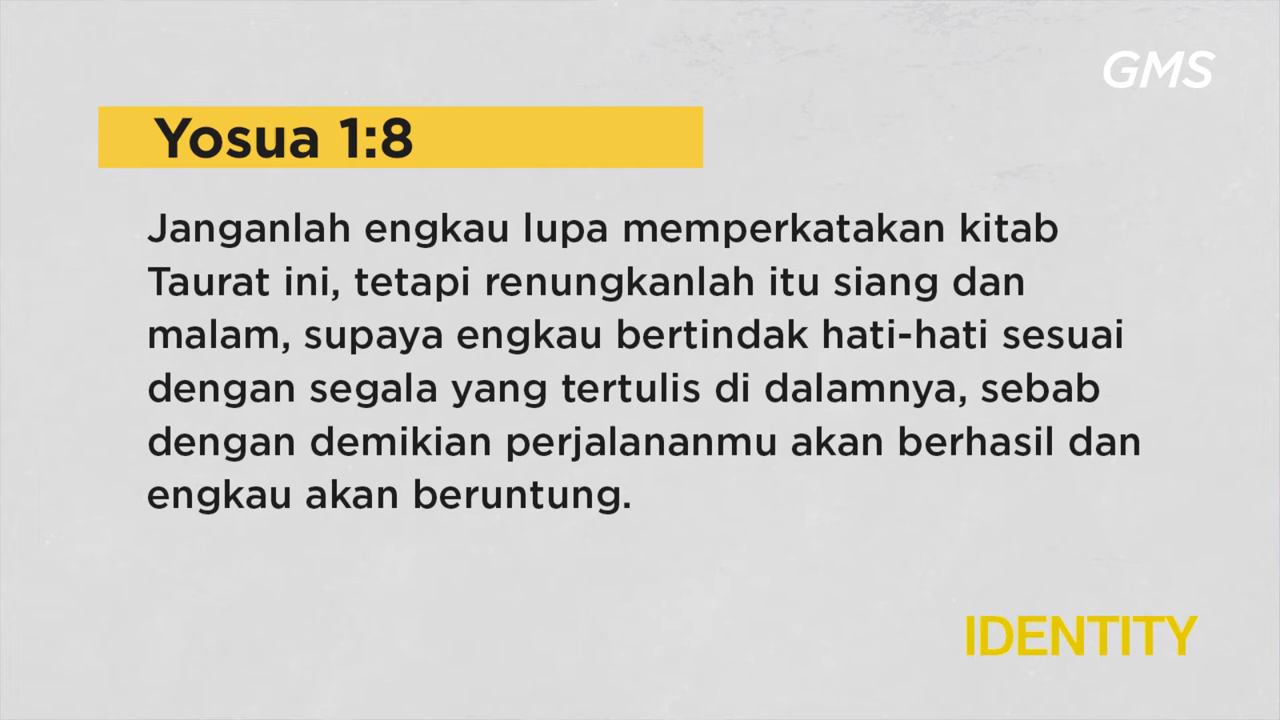 GMS
Yosua 1:8
Janganlah engkau lupa memperkatakan kitab
Taurat ini, tetapi renungkanlah itu siang dan
malam, supaya engkau bertindak hati-hati sesuai
dengan segala yang tertulis di dalamnya, sebab
dengan demikian perjalananmu akan berhasil dan
engkau akan beruntung.
IDENTITY